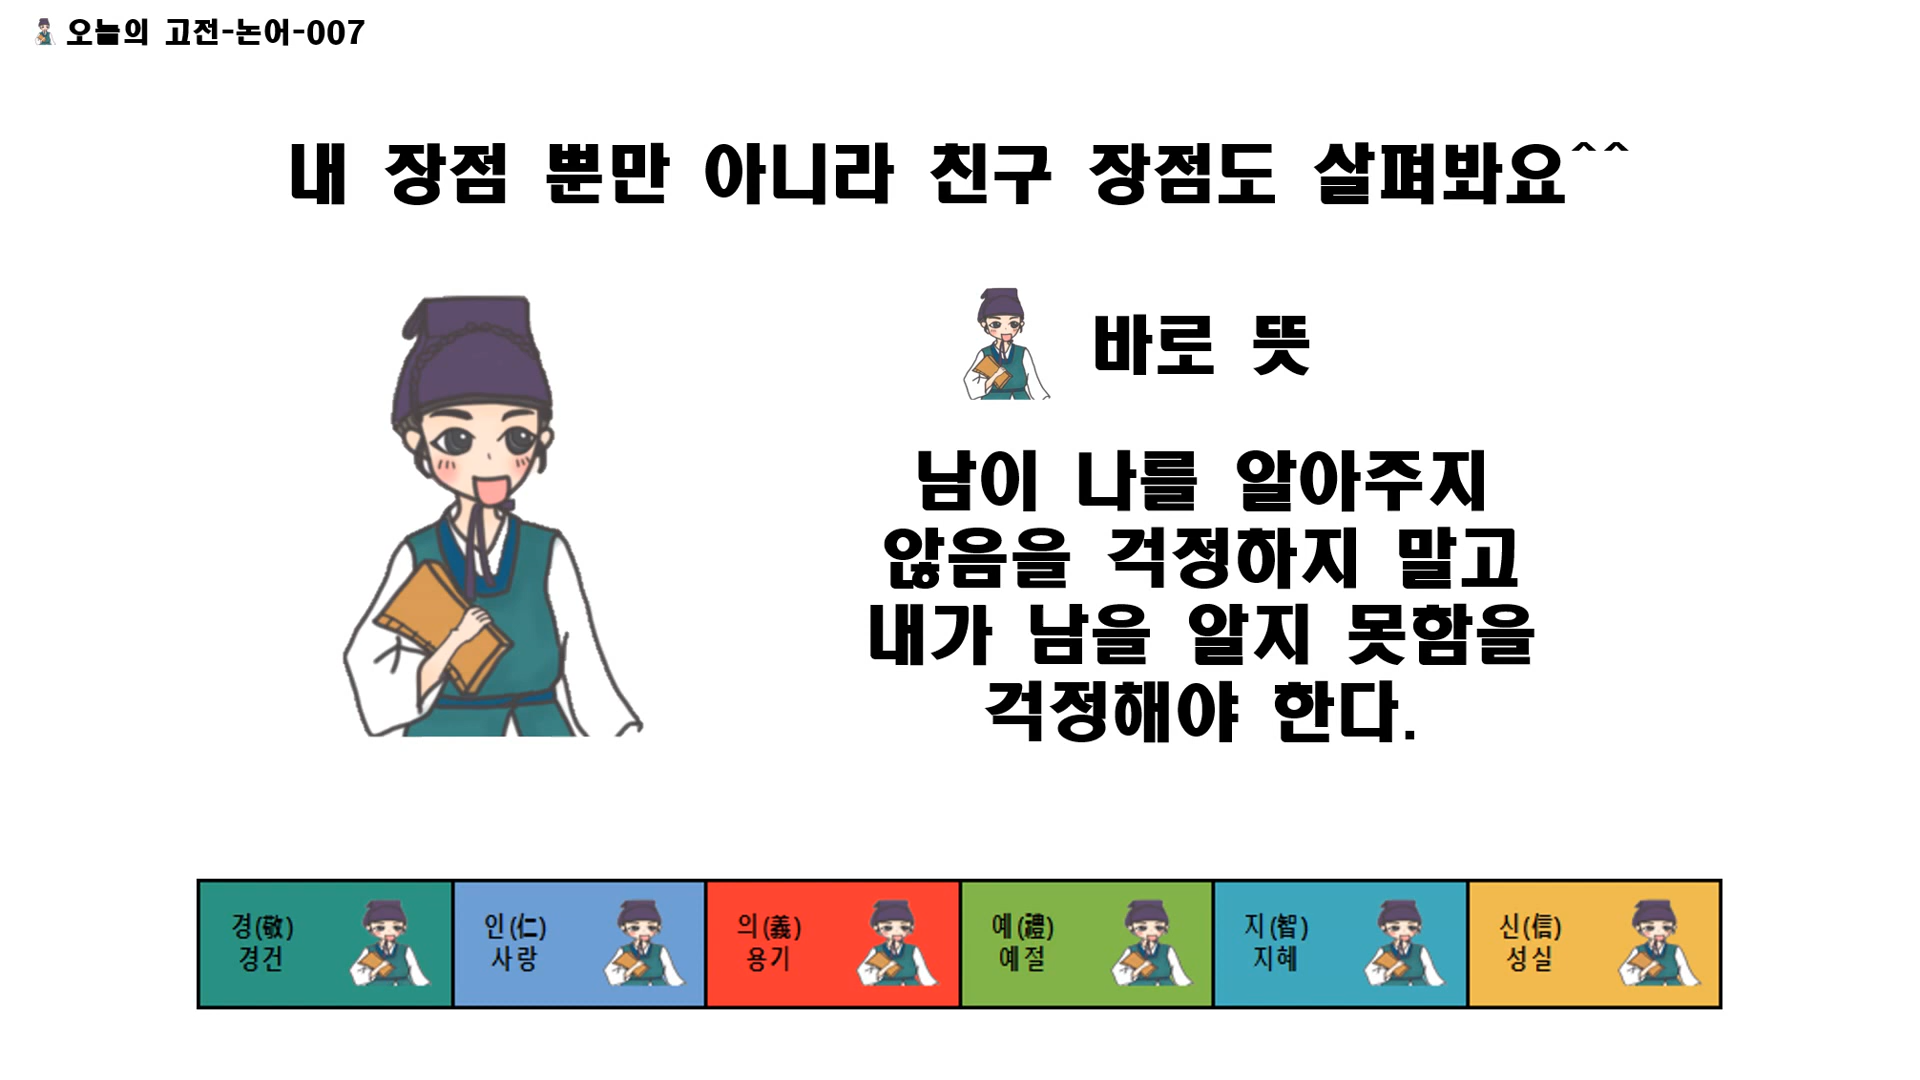 오늘의 고전-논어-007
내 장점 뿐만 아니라 친구 장점도 살펴봐요^^
바로 뜻
남이 나를 알아주지
않음을 걱정하지 말고
내가 남을 알지 못함을
걱정해야 한다.
경(敬)
경건
인(仁)
사랑
의(義)
용기
예(禮)
예절
지(智)
지혜
신(信)
성실